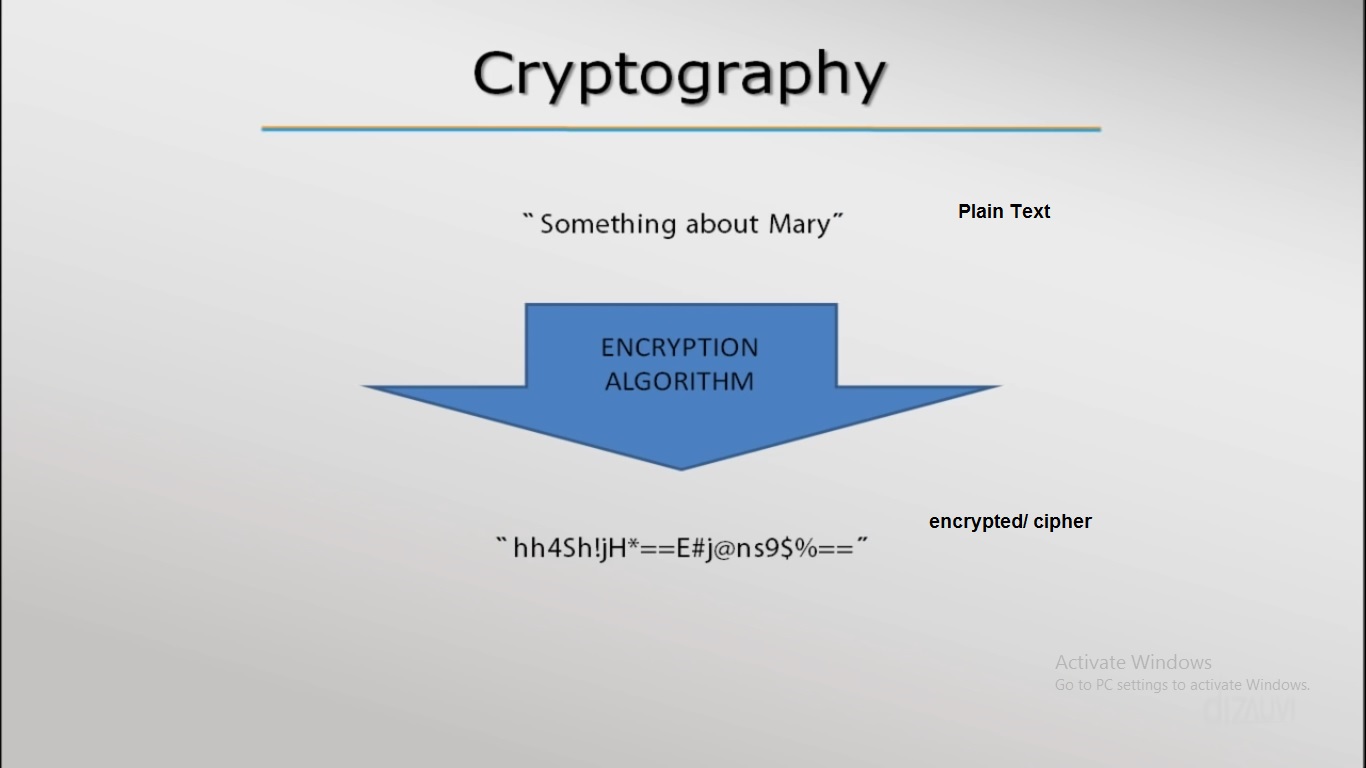 Cryptography
‶Something about Mary″
Plain Text
ENCRYPTION
ALGORITHM
encrypted/ cipher
‶hh4Sh!jH*==E#j@ns9$%==″
Activate Windows
Go to PC settings to activate Windows.